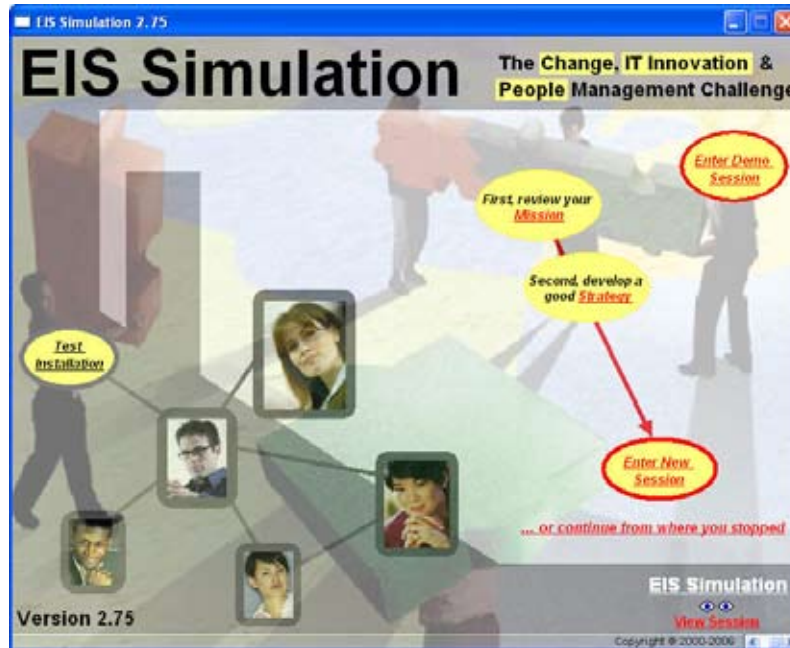 EIS Simulation 2.75
EIS Simulation
The Change, IT Innovation &
People Management Challenge
Enter Demo
Session
First, review your
Mission
Second, develop a
good Strategy
Test
Installation
Enter New
Session
... or continue from where you stopped
EIS Simulation
View Session
Version 2.75
Copyright © 2000-2006